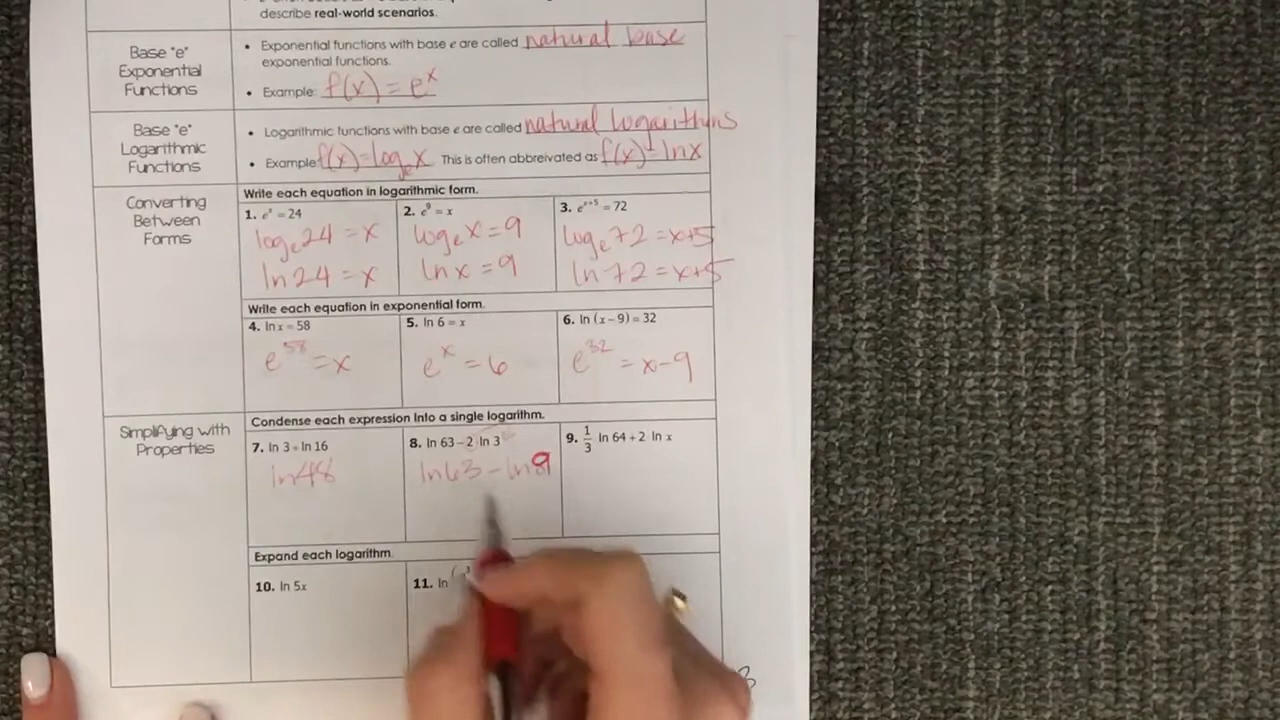 describe real-world scenarios.
Base "e"
Exponential
Functions
• Exponential functions with base e are called natural base
exponential functions.
• Example: f(x) = e^x
Base "e"
Logarithmic
Functions
• Logarithmic functions with base e are called natural logarithms
• Example: f(x) = log_e x This is often abbreivated as f(x) = ln x
Converting
Between
Forms
Write each equation in logarithmic form.
1. e^x = 24
log_e 24 = x
ln 24 = x
2. e^9 = x
log_e x = 9
ln x = 9
3. e^{x+5} = 72
log_e 72 = x+5
ln 72 = x+5
Write each equation in exponential form.
4. ln x = 58
e^58 = x
5. ln 6 = x
e^x = 6
6. ln (x – 9) = 32
e^32 = x – 9
Simplifying with
Properties
Condense each expression into a single logarithm.
7. ln 3 + ln 16
ln 48
8. ln 63 – 2 ln 3
ln 63 – ln 9
9. 1/3 ln 64 + 2 ln x
Expand each logarithm.
10. ln 5x
11. ln